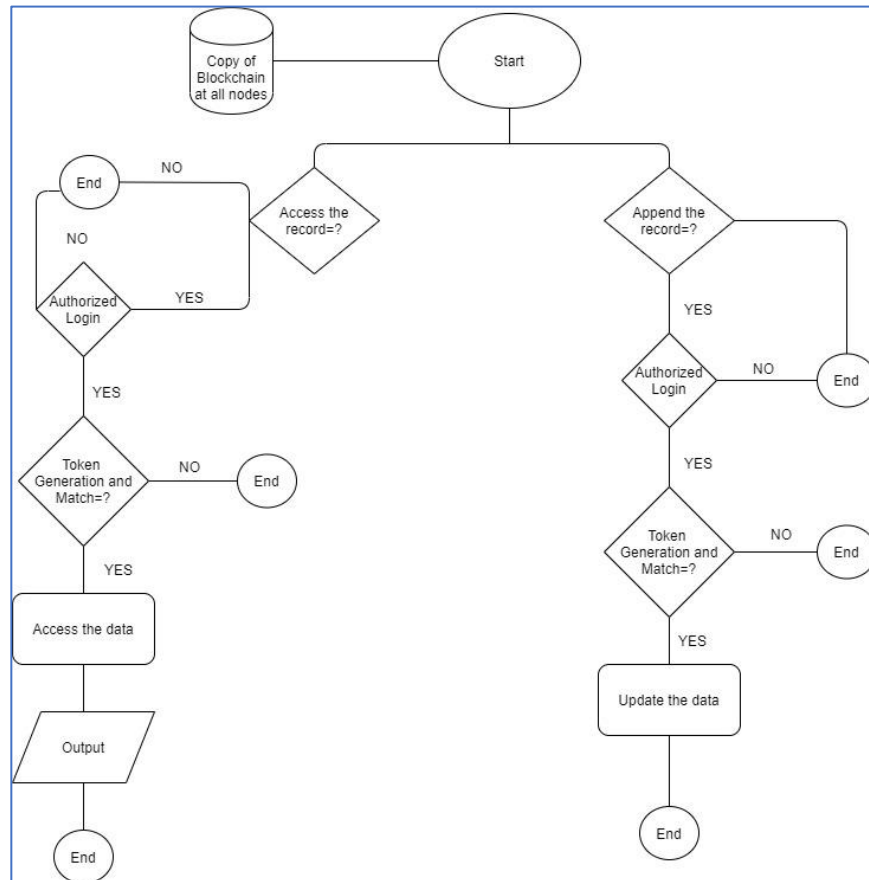 Copy of
Blockchain
at all nodes
Start
NO
End
Access the
record=?
Append the
record=?
NO
Authorized
Login
YES
YES
Authorized
Login
NO
End
YES
YES
Token
Generation and
Match=?
NO
End
Token
Generation and
Match=?
NO
End
YES
Access the data
YES
Update the data
Output
End
End